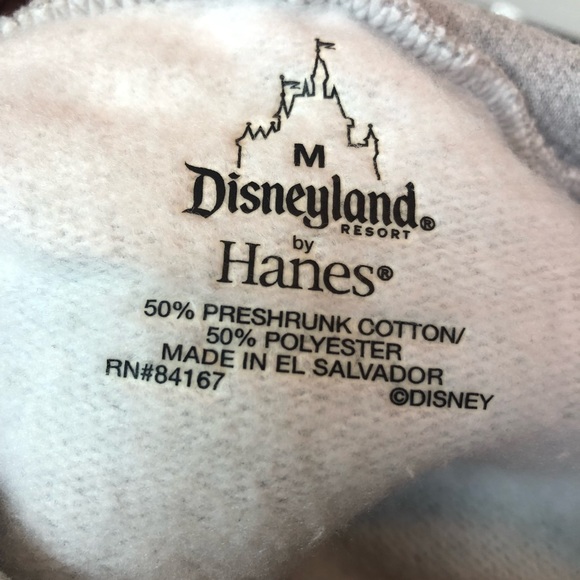 M
Disneyland®
RESORT
by
Hanes®
50% PRESHRUNK COTTON/
50% POLYESTER
MADE IN EL SALVADOR
RN#84167 ©DISNEY